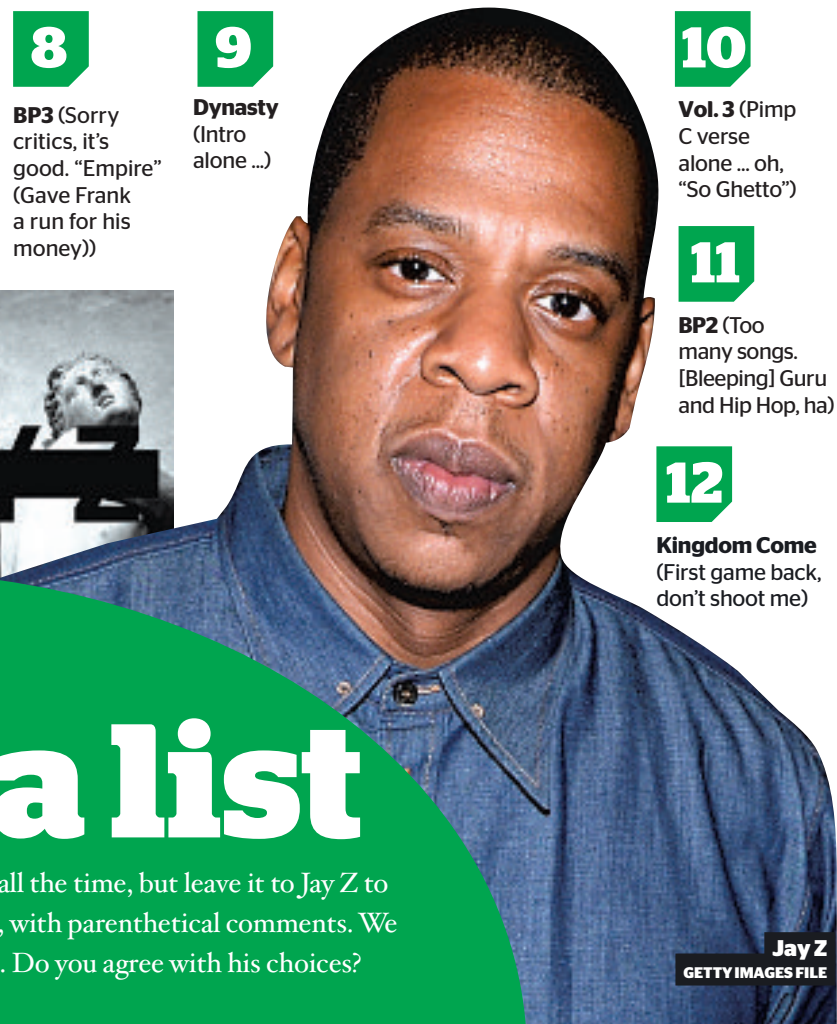 8
BP3 (Sorry
critics, it’s
good. “Empire”
(Gave Frank
a run for his
money))
9
Dynasty
(Intro
alone ...)
10
Vol. 3 (Pimp
C verse
alone ... oh,
“So Ghetto”)
11
BP2 (Too
many songs.
[Bleeping] Guru
and Hip Hop, ha)
12
Kingdom Come
(First game back,
don’t shoot me)
a list
all the time, but leave it to Jay Z to
, with parenthetical comments. We
. Do you agree with his choices?
Jay Z
GETTY IMAGES FILE